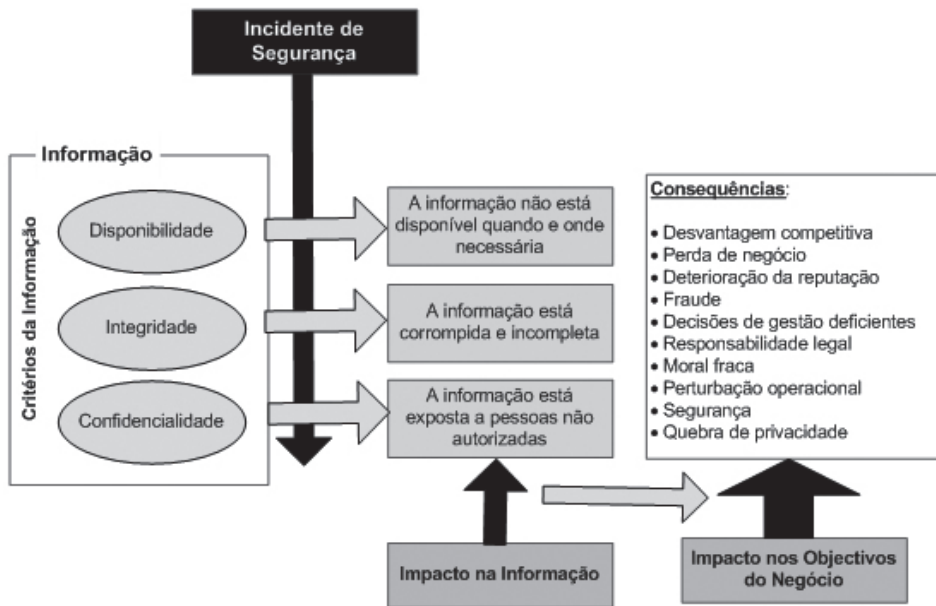 Incidente de
Segurança
Informação
Critérios da Informação
Disponibilidade
Integridade
Confidencialidade
A informação não está
disponível quando e onde
necessária
A informação está
corrompida e incompleta
A informação está
exposta a pessoas não
autorizadas
Impacto na Informação
Consequências:
• Desvantagem competitiva
• Perda de negócio
• Deterioração da reputação
• Fraude
• Decisões de gestão deficientes
• Responsabilidade legal
• Moral fraca
• Perturbação operacional
• Segurança
• Quebra de privacidade
Impacto nos Objectivos
do Negócio